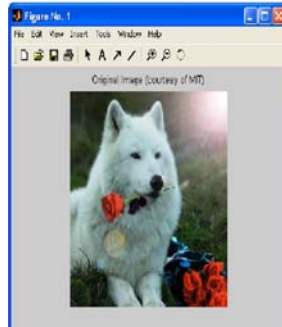 Figure No. 1
File Edit View Insert Tools Window Help
Original Image (courtesy of MIT)